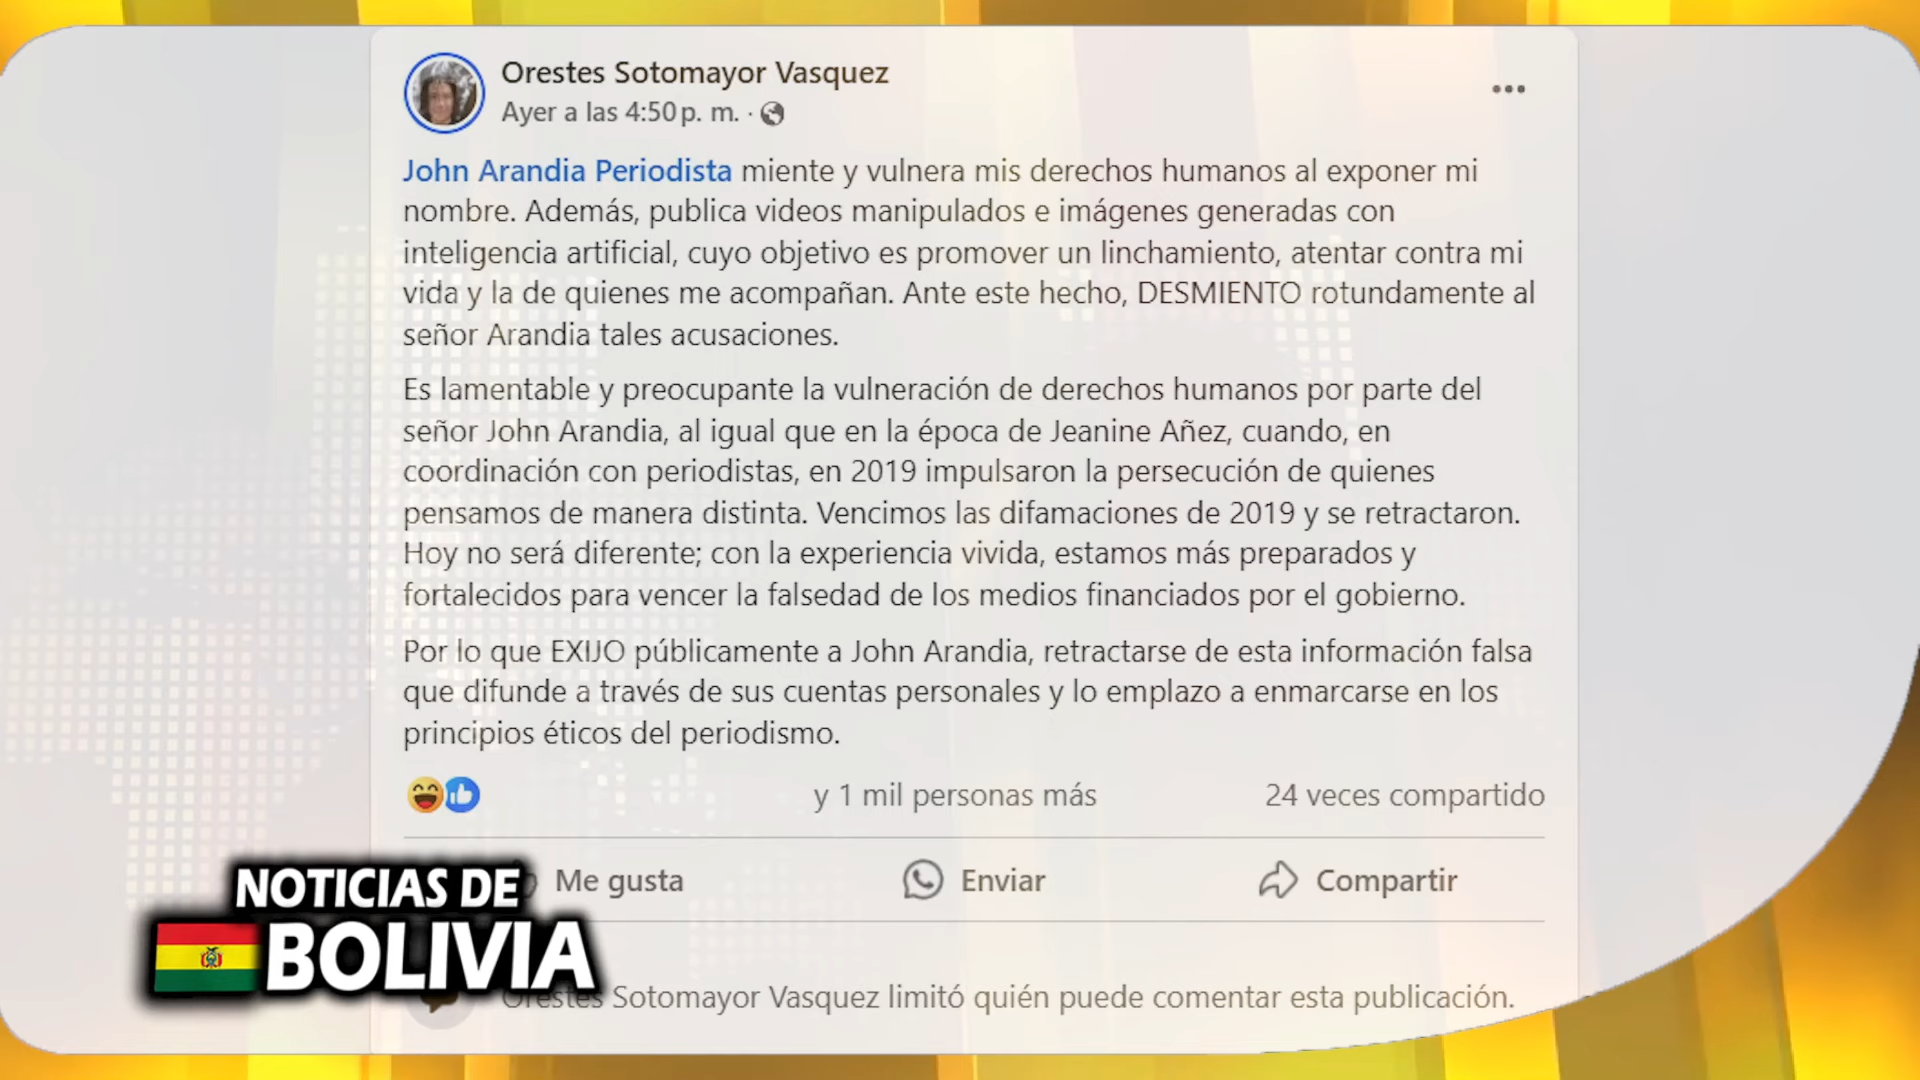 Orestes Sotomayor Vasquez
Ayer a las 4:50 p. m. ·
John Arandia Periodista miente y vulnera mis derechos humanos al exponer mi
nombre. Además, publica videos manipulados e imágenes generadas con
inteligencia artificial, cuyo objetivo es promover un linchamiento, atentar contra mi
vida y la de quienes me acompañan. Ante este hecho, DESMIENTO rotundamente al
señor Arandia tales acusaciones.
Es lamentable y preocupante la vulneración de derechos humanos por parte del
señor John Arandia, al igual que en la época de Jeanine Añez, cuando, en
coordinación con periodistas, en 2019 impulsaron la persecución de quienes
pensamos de manera distinta. Vencimos las difamaciones de 2019 y se retractaron.
Hoy no será diferente; con la experiencia vivida, estamos más preparados y
fortalecidos para vencer la falsedad de los medios financiados por el gobierno.
Por lo que EXIJO públicamente a John Arandia, retractarse de esta información falsa
que difunde a través de sus cuentas personales y lo emplazo a enmarcarse en los
principios éticos del periodismo.
y 1 mil personas más
24 veces compartido
Me gusta
Enviar
Compartir
Orestes Sotomayor Vasquez limitó quién puede comentar esta publicación.
NOTICIAS DE
BOLIVIA